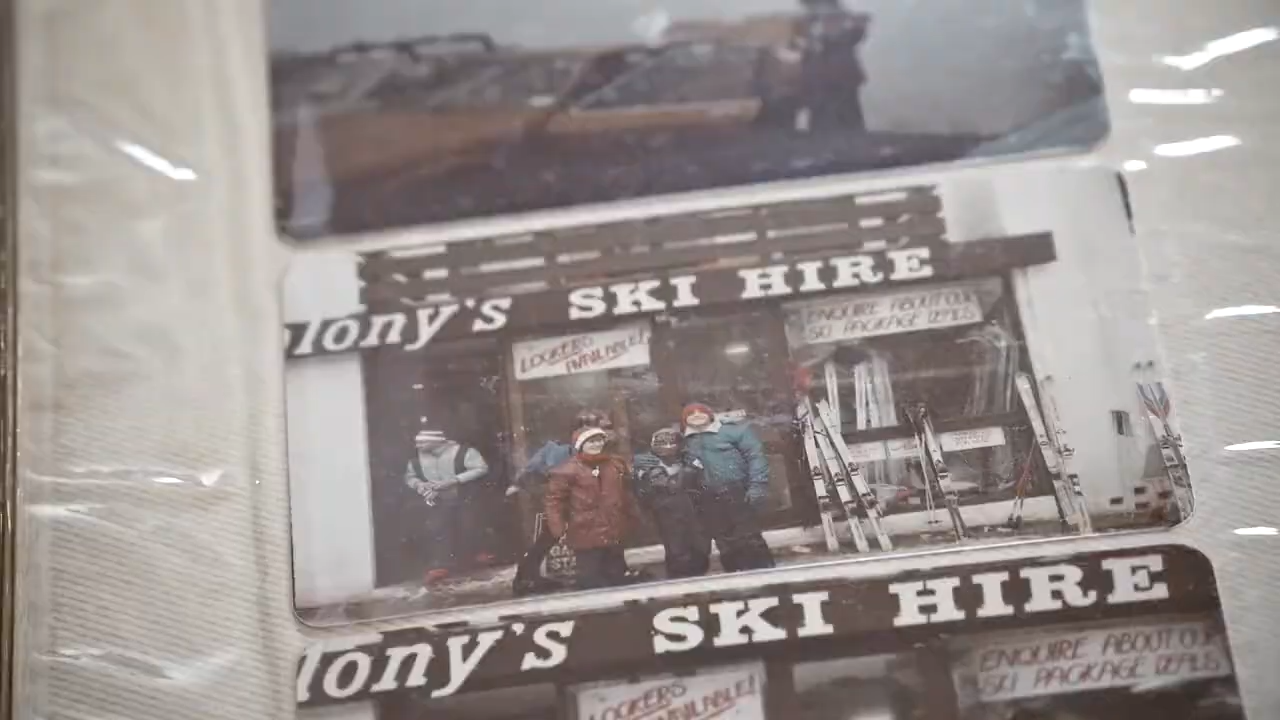 lony's SKI HIRE
LOCKERS
AVAILABLE!
ENQUIRE ABOUT OUR
SKI PACKAGE DEALS
lony's SKI HIRE
LOCKERS
AVAILABLE!
ENQUIRE ABOUT OUR
SKI PACKAGE DEALS